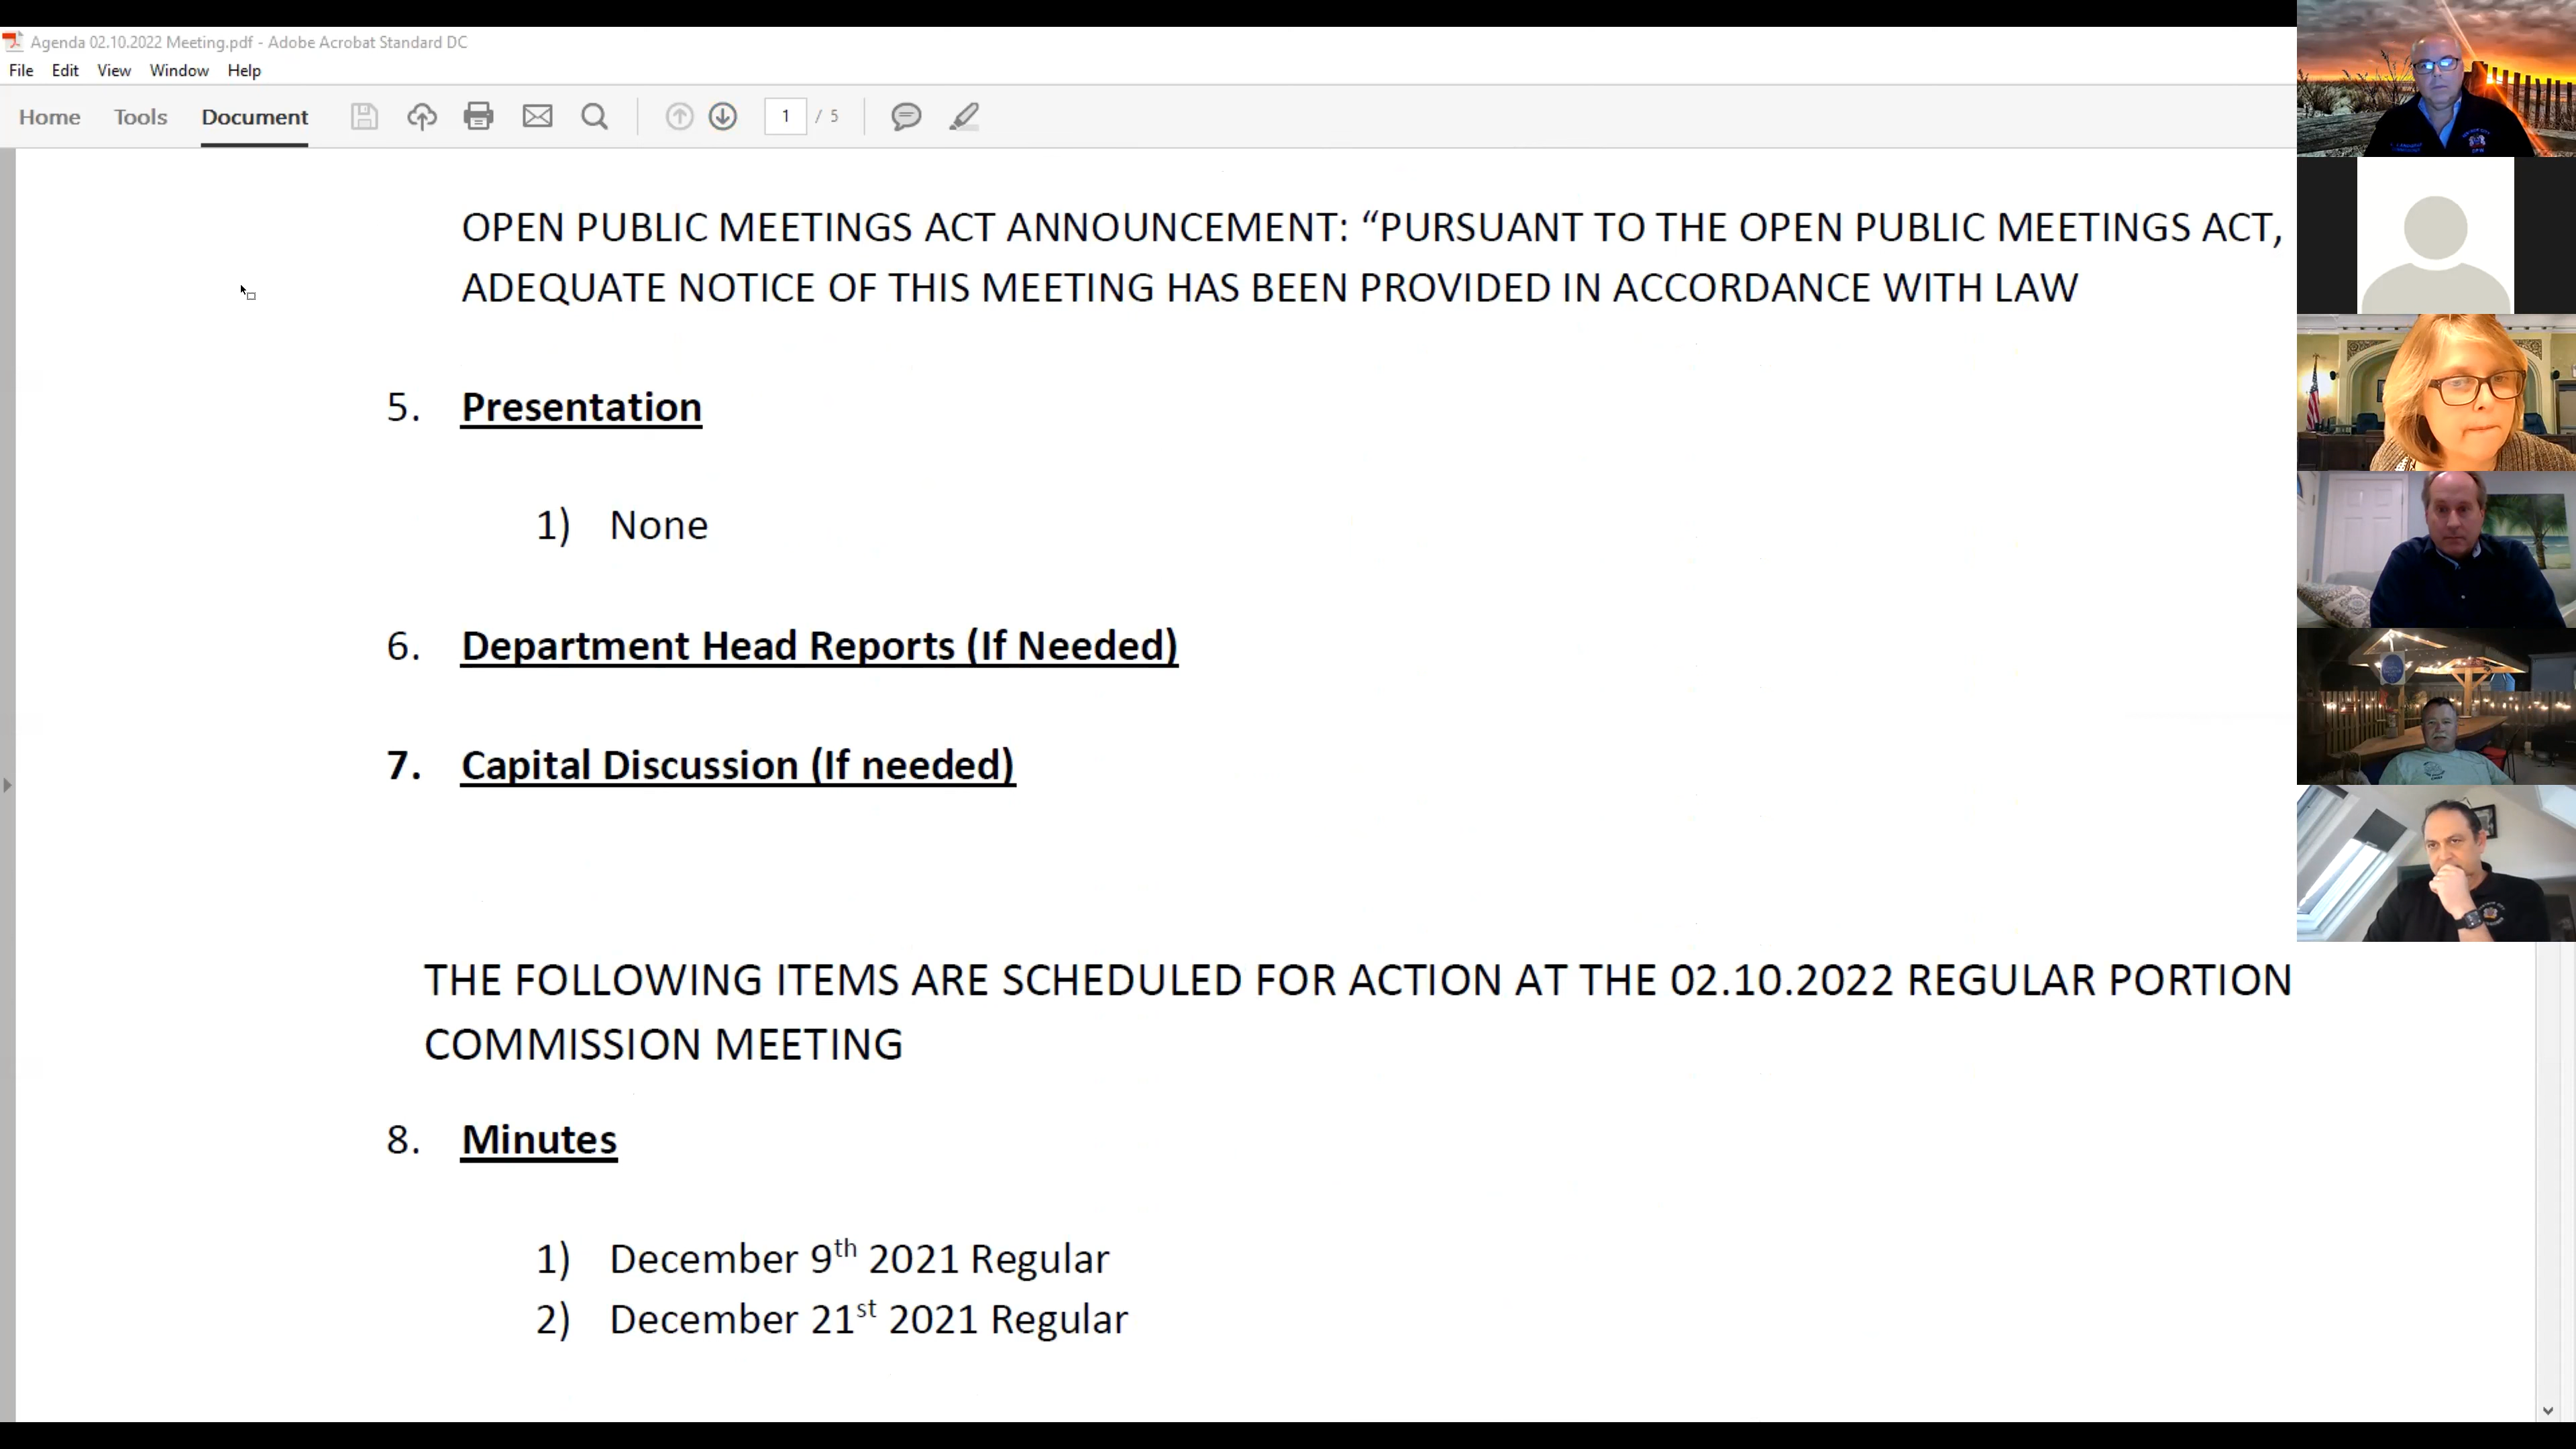 Agenda 02.10.2022 Meeting.pdf - Adobe Acrobat Standard DC
File Edit View Window Help
Home Tools Document 1 / 5
OPEN PUBLIC MEETINGS ACT ANNOUNCEMENT: “PURSUANT TO THE OPEN PUBLIC MEETINGS ACT,
ADEQUATE NOTICE OF THIS MEETING HAS BEEN PROVIDED IN ACCORDANCE WITH LAW
5. Presentation
1) None
6. Department Head Reports (If Needed)
7. Capital Discussion (If needed)
THE FOLLOWING ITEMS ARE SCHEDULED FOR ACTION AT THE 02.10.2022 REGULAR PORTION
COMMISSION MEETING
8. Minutes
1) December 9th 2021 Regular
2) December 21st 2021 Regular